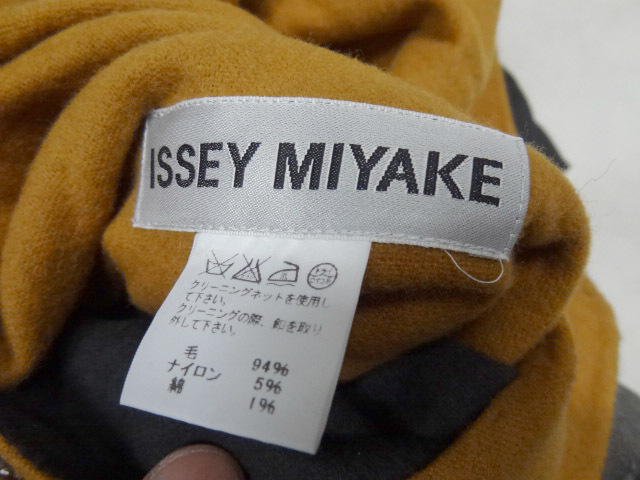 ISSEY MIYAKE
クリーニングネットを使用し
て下さい。
クリーニングの際、釦を取り
外して下さい。
毛 94%
ナイロン 5%
綿 1%